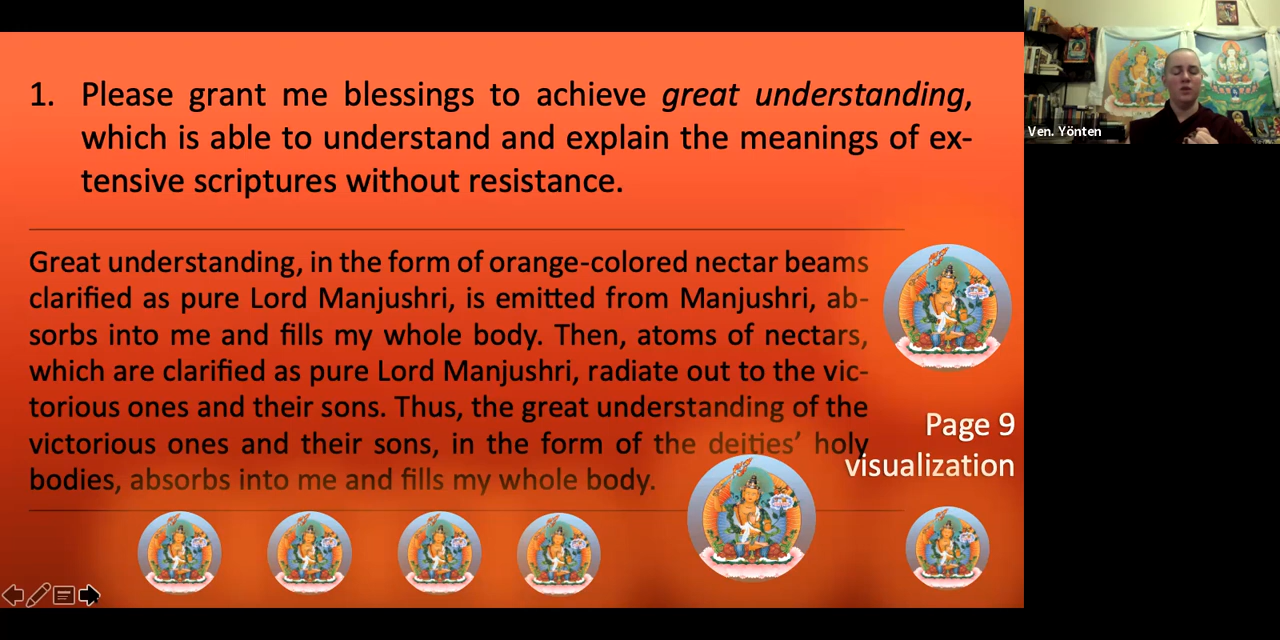 1. Please grant me blessings to achieve great understanding,
which is able to understand and explain the meanings of ex-
tensive scriptures without resistance.
Great understanding, in the form of orange-colored nectar beams
clarified as pure Lord Manjushri, is emitted from Manjushri, ab-
sorbs into me and fills my whole body. Then, atoms of nectars,
which are clarified as pure Lord Manjushri, radiate out to the vic-
torious ones and their sons. Thus, the great understanding of the
victorious ones and their sons, in the form of the deities’ holy
bodies, absorbs into me and fills my whole body.
Page 9
visualization
Ven. Yönten